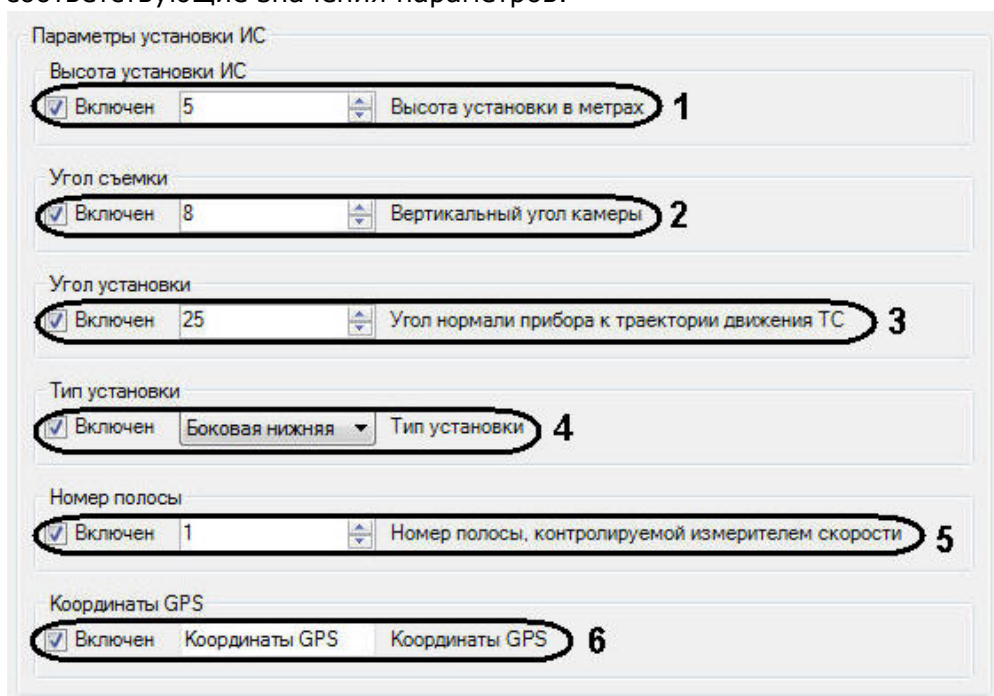 соответствующие значения параметров.
Параметры установки ИС
Высота установки ИС
Включен 5 Высота установки в метрах 1
Угол съемки
Включен 8 Вертикальный угол камеры 2
Угол установки
Включен 25 Угол нормали прибора к траектории движения ТС 3
Тип установки
Включен Боковая нижняя Тип установки 4
Номер полосы
Включен 1 Номер полосы, контролируемой измерителем скорости 5
Координаты GPS
Включен Координаты GPS Координаты GPS 6